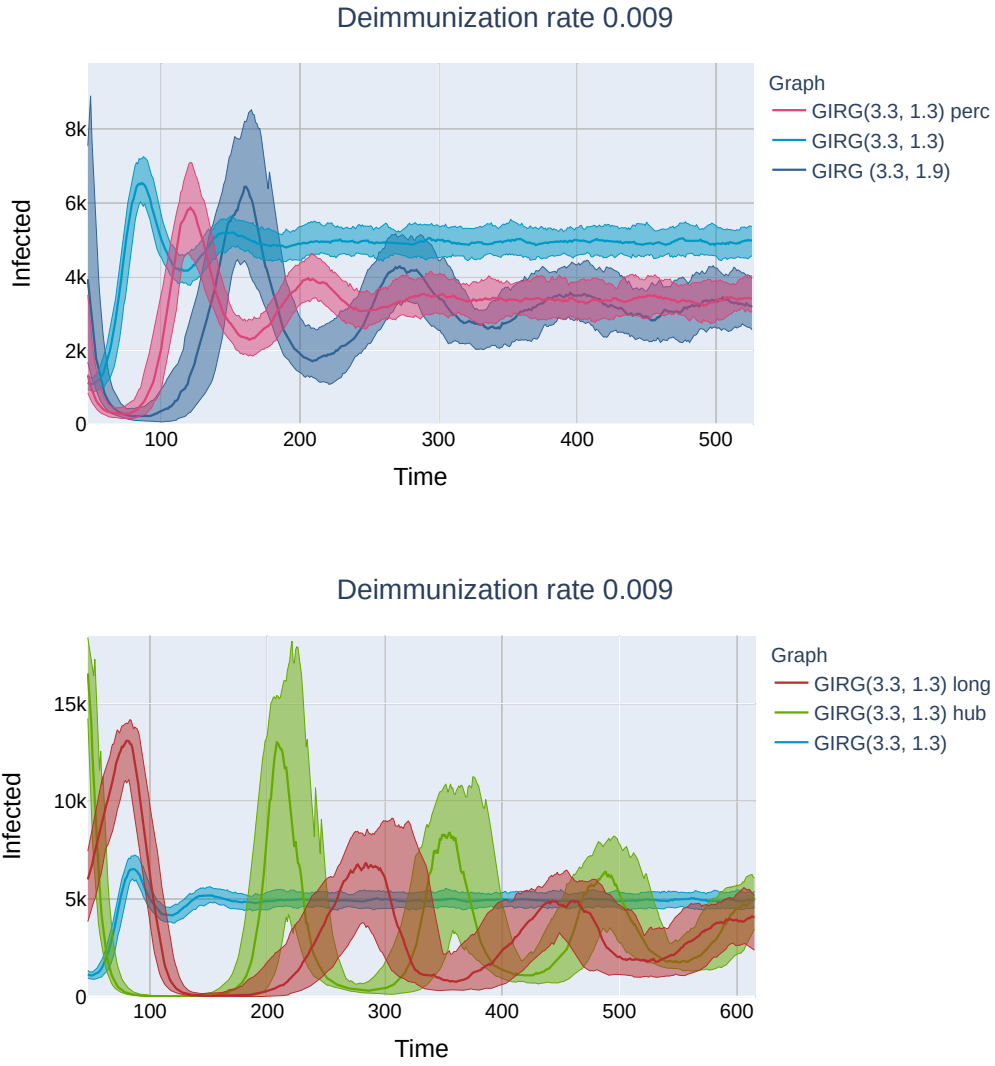 Deimmunization rate 0.009
Graph
GIRG(3.3, 1.3) perc
GIRG(3.3, 1.3)
GIRG (3.3, 1.9)
8k
6k
4k
2k
0
Infected
100 200 300 400 500
Time
Deimmunization rate 0.009
Graph
GIRG(3.3, 1.3) long
GIRG(3.3, 1.3) hub
GIRG(3.3, 1.3)
15k
10k
5k
0
Infected
100 200 300 400 500 600
Time